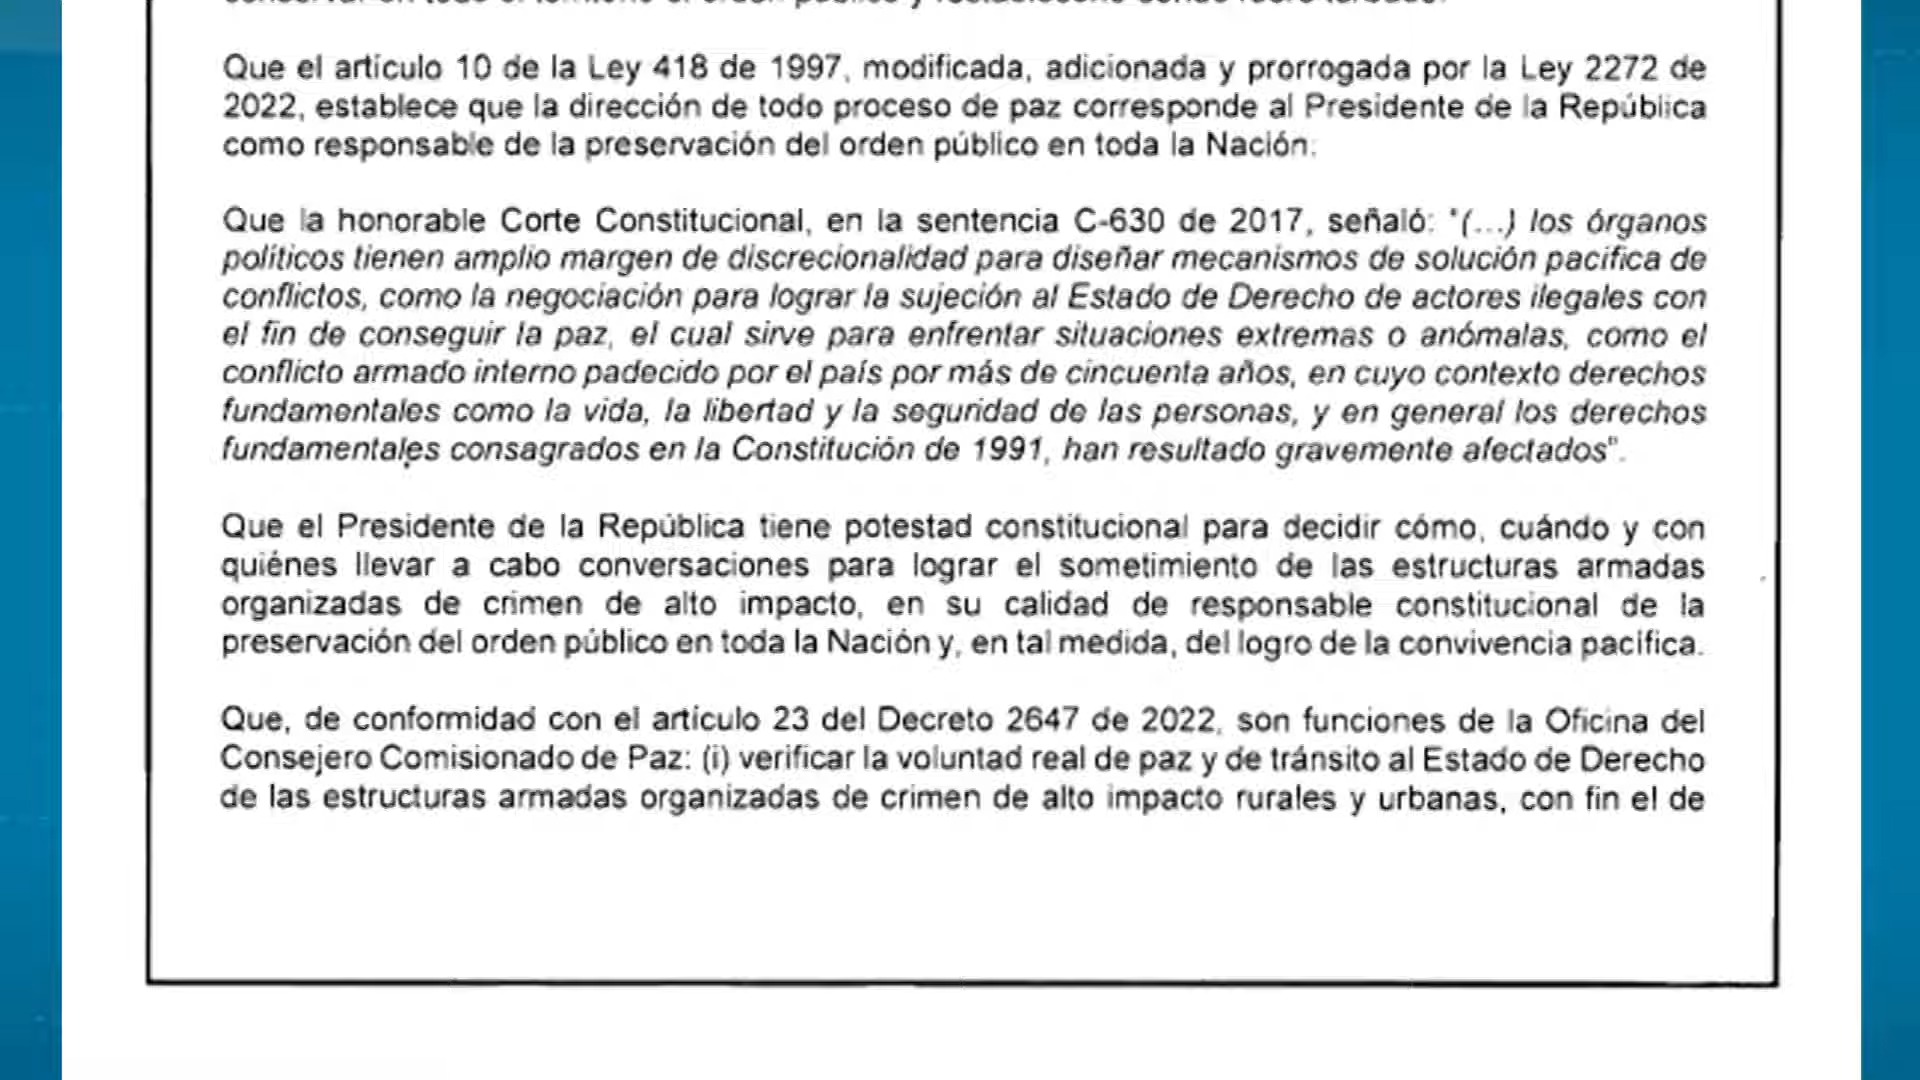 Que el artículo 10 de la Ley 418 de 1997, modificada, adicionada y prorrogada por la Ley 2272 de
2022, establece que la dirección de todo proceso de paz corresponde al Presidente de la República
como responsable de la preservación del orden público en toda la Nación.
Que la honorable Corte Constitucional, en la sentencia C-630 de 2017, señaló: "(...) los órganos
políticos tienen amplio margen de discrecionalidad para diseñar mecanismos de solución pacífica de
conflictos, como la negociación para lograr la sujeción al Estado de Derecho de actores ilegales con
el fin de conseguir la paz, el cual sirve para enfrentar situaciones extremas o anómalas, como el
conflicto armado interno padecido por el país por más de cincuenta años, en cuyo contexto derechos
fundamentales como la vida, la libertad y la seguridad de las personas, y en general los derechos
fundamentales consagrados en la Constitución de 1991, han resultado gravemente afectados".
Que el Presidente de la República tiene potestad constitucional para decidir cómo, cuándo y con
quiénes llevar a cabo conversaciones para lograr el sometimiento de las estructuras armadas
organizadas de crimen de alto impacto, en su calidad de responsable constitucional de la
preservación del orden público en toda la Nación y, en tal medida, del logro de la convivencia pacífica.
Que, de conformidad con el artículo 23 del Decreto 2647 de 2022, son funciones de la Oficina del
Consejero Comisionado de Paz: (i) verificar la voluntad real de paz y de tránsito al Estado de Derecho
de las estructuras armadas organizadas de crimen de alto impacto rurales y urbanas, con fin el de